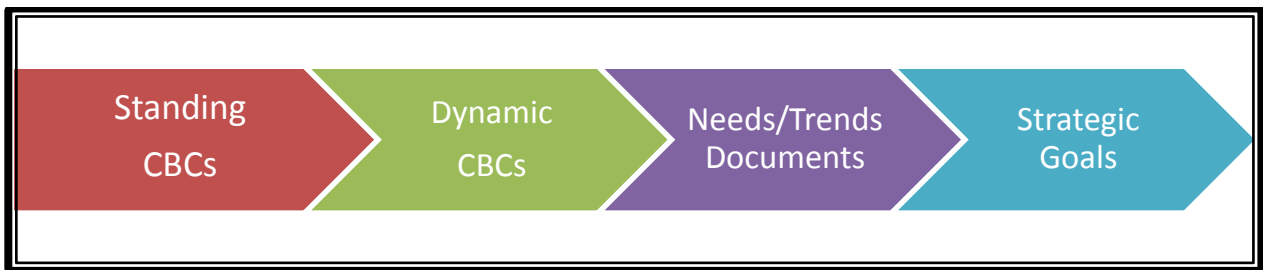 Standing
CBCs
Dynamic
CBCs
Needs/Trends
Documents
Strategic
Goals